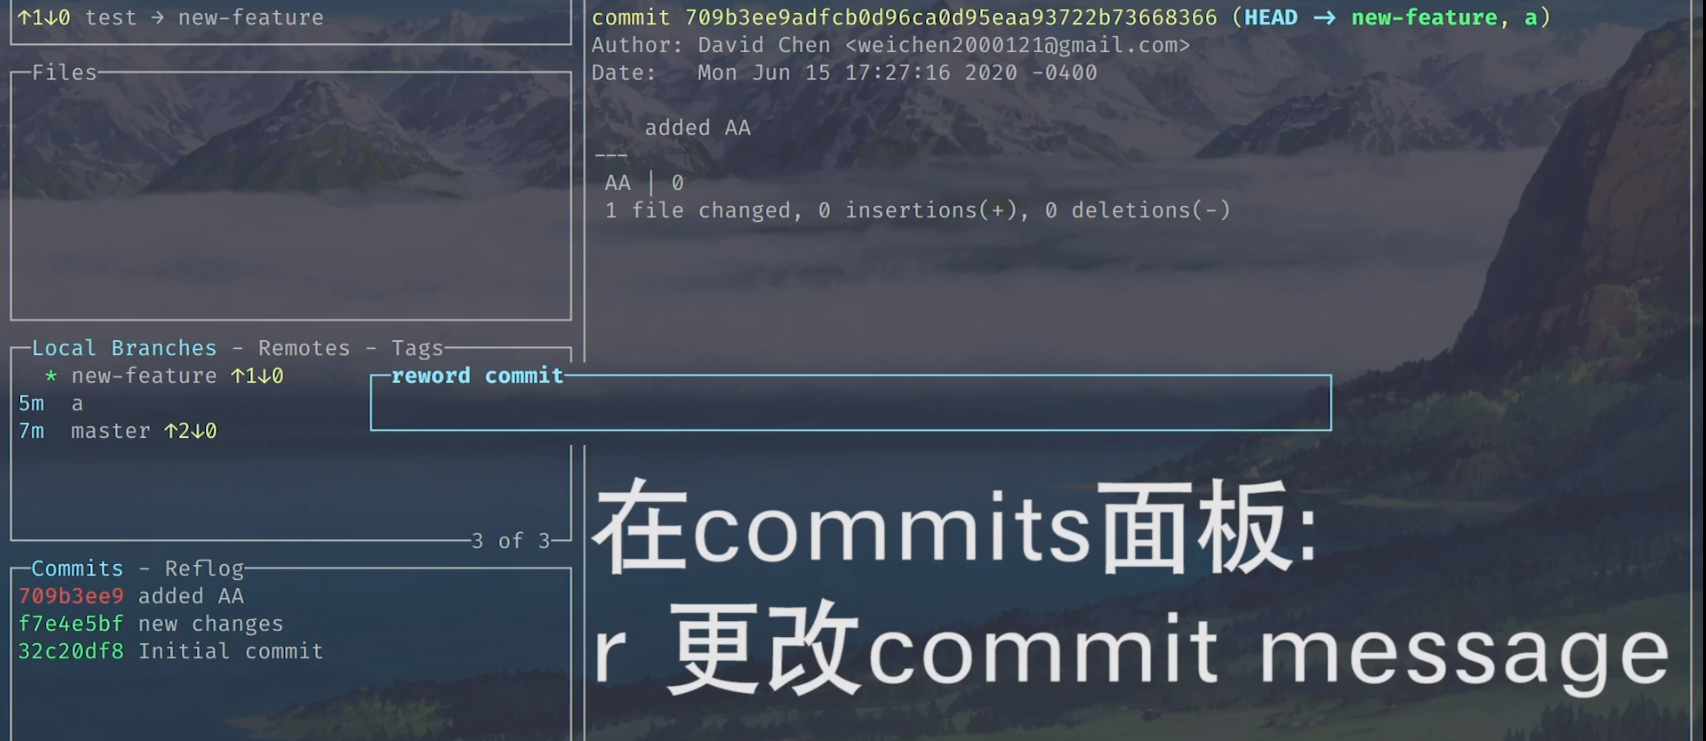 ↑1↓0 test → new-feature
Files
Local Branches - Remotes - Tags
* new-feature ↑1↓0
5m a
7m master ↑2↓0
3 of 3
Commits - Reflog
709b3ee9 added AA
f7e4e5bf new changes
32c20df8 Initial commit
commit 709b3ee9adfcb0d96ca0d95eaa93722b73668366 (HEAD → new-feature, a)
Author: David Chen <weichen2000121@gmail.com>
Date:   Mon Jun 15 17:27:16 2020 -0400
added AA
---
AA | 0
1 file changed, 0 insertions(+), 0 deletions(-)
reword commit
在commits面板:
r 更改commit message